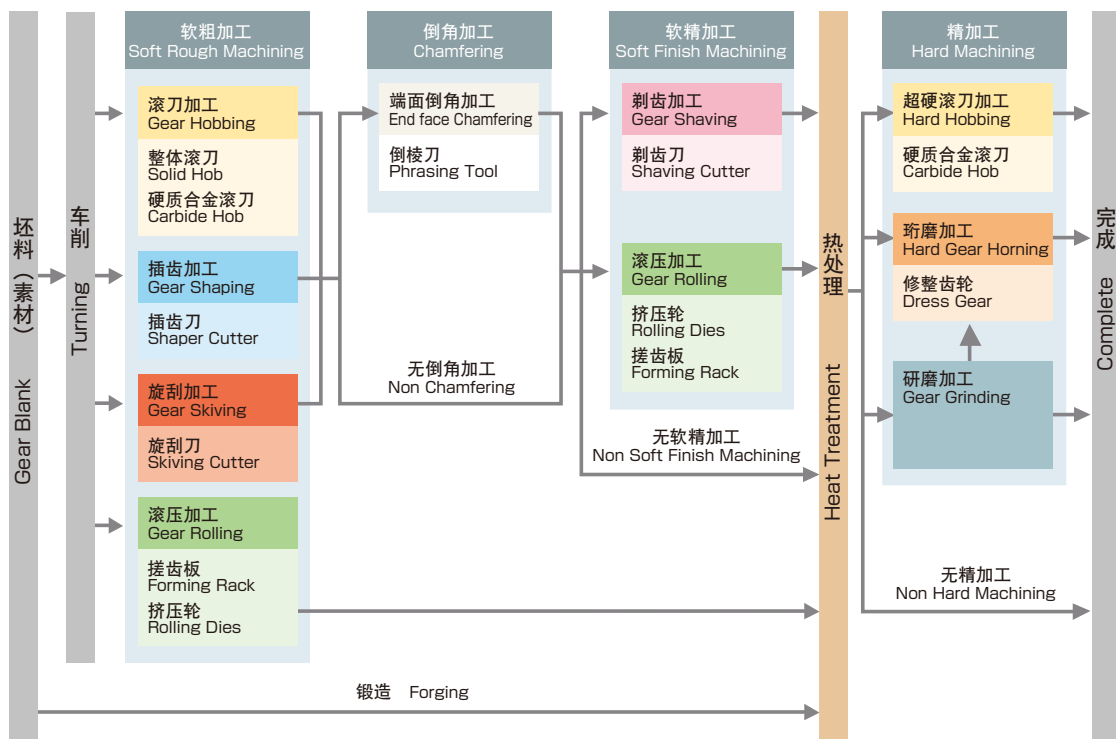 坯料（素材）
Gear Blank
车削
Turning
软粗加工
Soft Rough Machining
滚刀加工
Gear Hobbing
整体滚刀
Solid Hob
硬质合金滚刀
Carbide Hob
插齿加工
Gear Shaping
插齿刀
Shaper Cutter
旋刮加工
Gear Skiving
旋刮刀
Skiving Cutter
滚压加工
Gear Rolling
搓齿板
Forming Rack
挤压轮
Rolling Dies
倒角加工
Chamfering
端面倒角加工
End face Chamfering
倒棱刀
Phrasing Tool
无倒角加工
Non Chamfering
软精加工
Soft Finish Machining
剃齿加工
Gear Shaving
剃齿刀
Shaving Cutter
滚压加工
Gear Rolling
挤压轮
Rolling Dies
搓齿板
Forming Rack
无软精加工
Non Soft Finish Machining
锻造 Forging
热处理
Heat Treatment
精加工
Hard Machining
超硬滚刀加工
Hard Hobbing
硬质合金滚刀
Carbide Hob
珩磨加工
Hard Gear Horning
修整齿轮
Dress Gear
研磨加工
Gear Grinding
无精加工
Non Hard Machining
完成
Complete